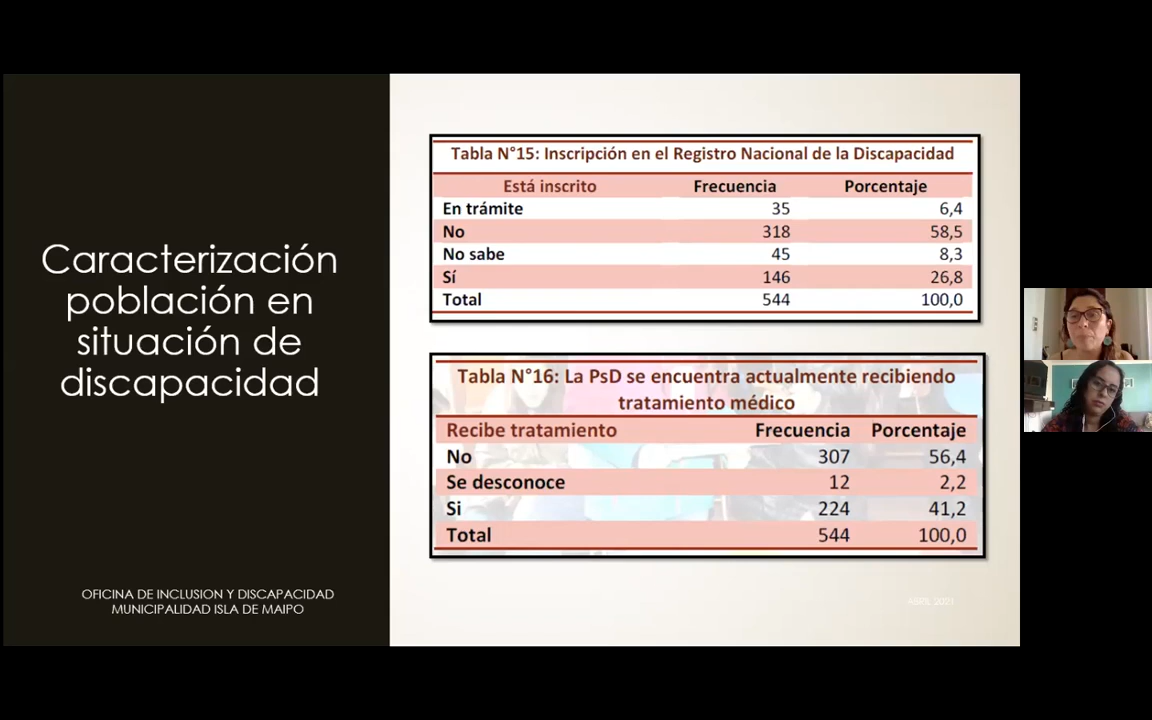 Caracterización
población en
situación de
discapacidad
OFICINA DE INCLUSION Y DISCAPACIDAD
MUNICIPALIDAD ISLA DE MAIPO
Tabla N°15: Inscripción en el Registro Nacional de la Discapacidad
Está inscrito Frecuencia Porcentaje
En trámite 35 6,4
No 318 58,5
No sabe 45 8,3
Sí 146 26,8
Total 544 100,0
Tabla N°16: La PsD se encuentra actualmente recibiendo
tratamiento médico
Recibe tratamiento Frecuencia Porcentaje
No 307 56,4
Se desconoce 12 2,2
Si 224 41,2
Total 544 100,0
ABRIL 2021